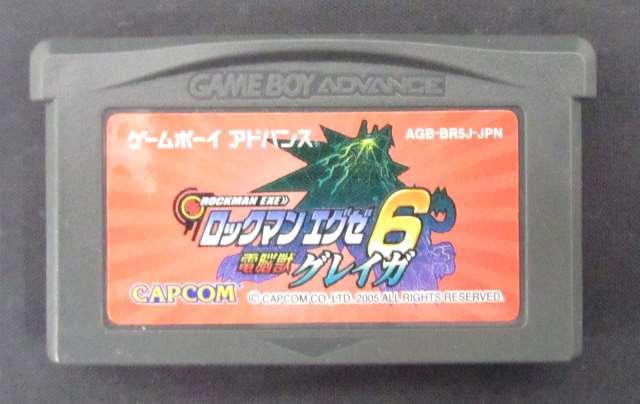 GAME BOY ADVANCE
ゲームボーイ アドバンス
AGB-BR5J-JPN
ROCKMAN EXE
ロックマン エグゼ 6
電脳獣 グレイガ
CAPCOM
©CAPCOM CO., LTD. 2005 ALL RIGHTS RESERVED.